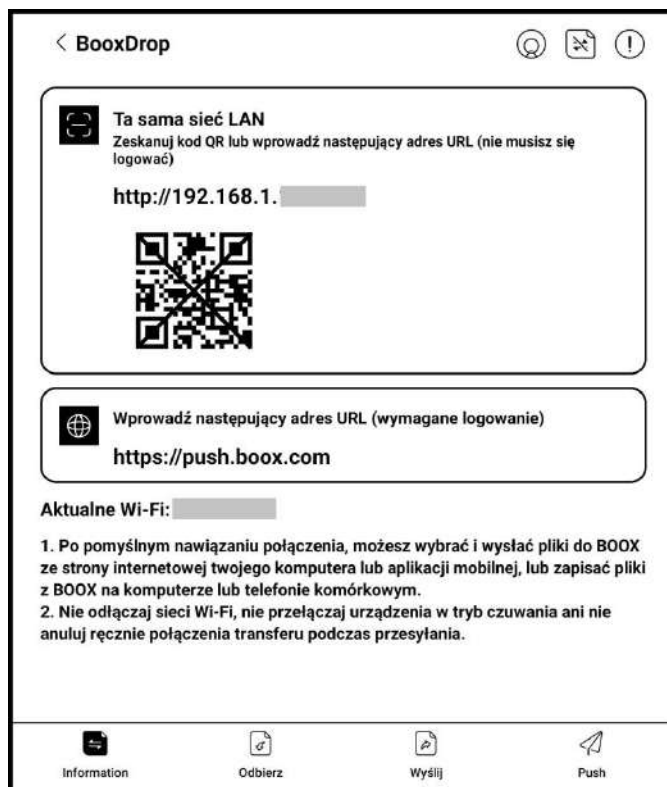 BooxDrop
Ta sama sieć LAN
Zeskanuj kod QR lub wprowadź następujący adres URL (nie musisz się
logować)
http://192.168.1.
Wprowadź następujący adres URL (wymagane logowanie)
https://push.boox.com
Aktualne Wi-Fi:
1. Po pomyślnym nawiązaniu połączenia, możesz wybrać i wysłać pliki do BOOX
ze strony internetowej twojego komputera lub aplikacji mobilnej, lub zapisać pliki
z BOOX na komputerze lub telefonie komórkowym.
2. Nie odłączaj sieci Wi-Fi, nie przełączaj urządzenia w tryb czuwania ani nie
anuluj ręcznie połączenia transferu podczas przesyłania.
Information Odbierz Wyślij Push